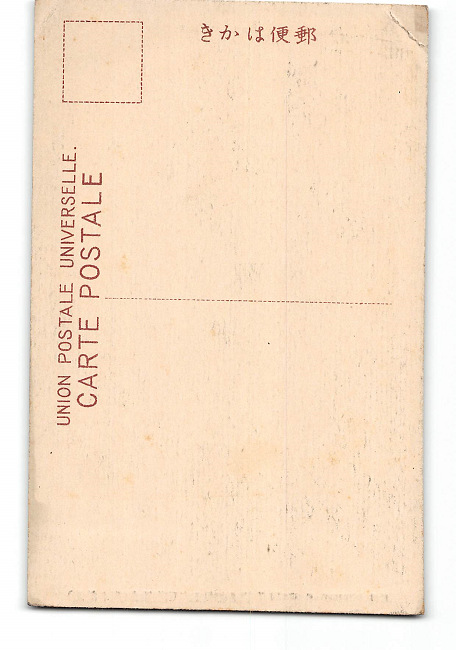 きかは便郵
UNION POSTALE UNIVERSELLE.
CARTE POSTALE